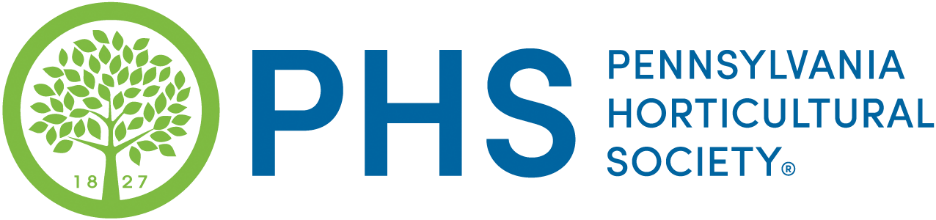 18 27
PHS
PENNSYLVANIA
HORTICULTURAL
SOCIETY®